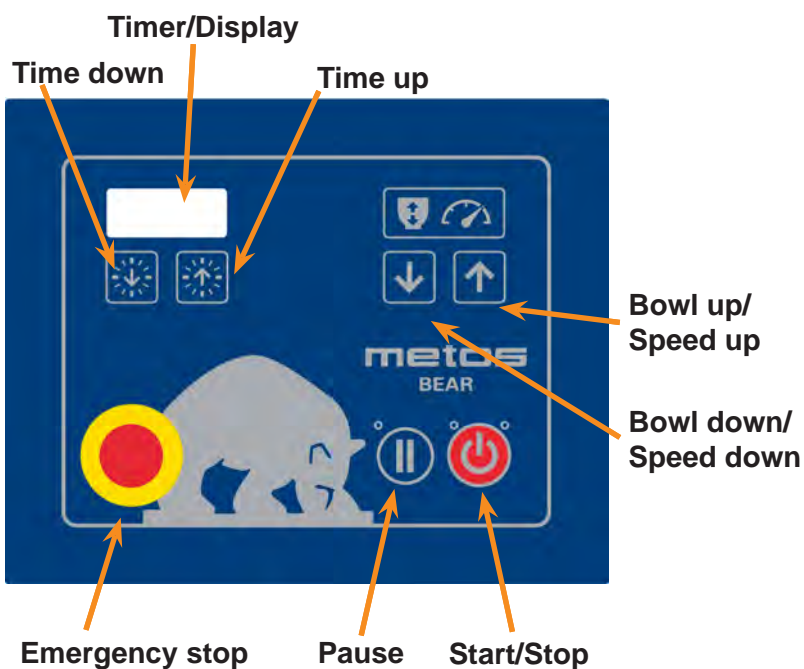 Timer/Display
Time down
Time up
Bowl up/
Speed up
metos
BEAR
Bowl down/
Speed down
Emergency stop
Pause
Start/Stop